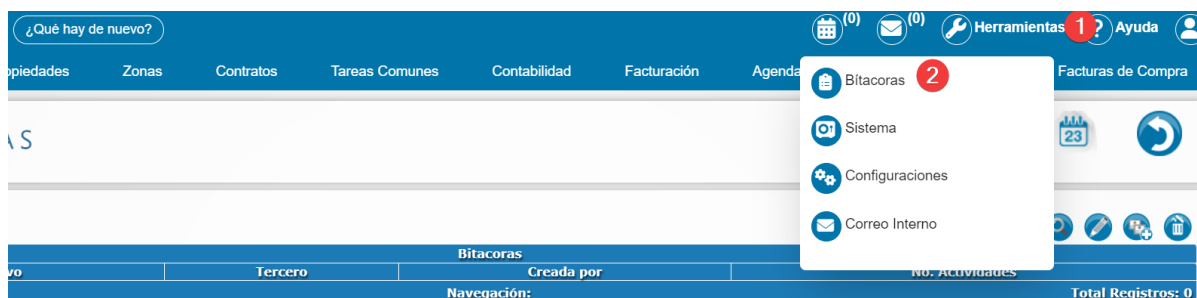 ¿Qué hay de nuevo? (0) (0) Herramientas 1 ? Ayuda
opiedades Zonas Contratos Tareas Comunes Contabilidad Facturación Agenda Facturas de Compra
Bítacoras 2
AS Sistema 23
Configuraciones
Correo Interno
Bitacoras
vo Tercero Creada por No. Actividades
Navegación: Total Registros: 0